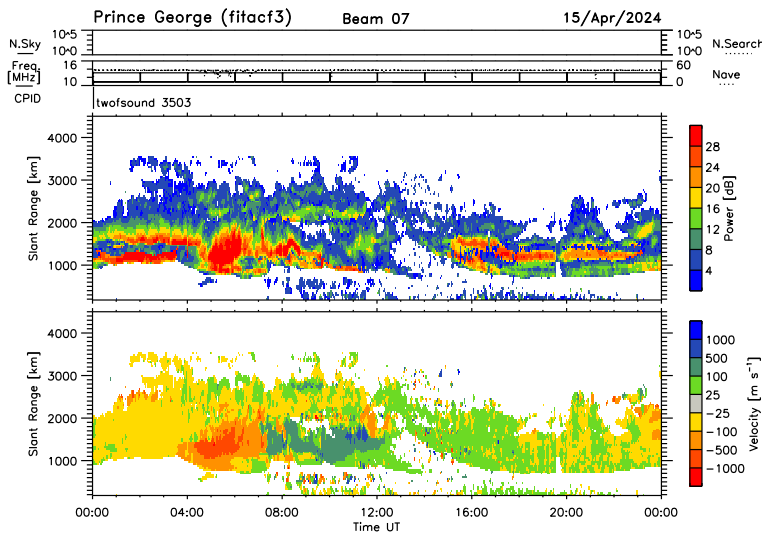 Prince George (fitacf3) Beam 07 15/Apr/2024
N.Sky 10^5 10^0 10^5 10^0 N.Search
Freq. [MHz] 16 10 60 0 Nave
CPID twofsound 3503
Slant Range [km] 4000 3000 2000 1000
28 24 20 16 12 8 4 Power [dB]
Slant Range [km] 4000 3000 2000 1000
1000 500 100 25 -25 -100 -500 -1000 Velocity [m s⁻¹]
00:00 04:00 08:00 12:00 16:00 20:00 00:00
Time UT